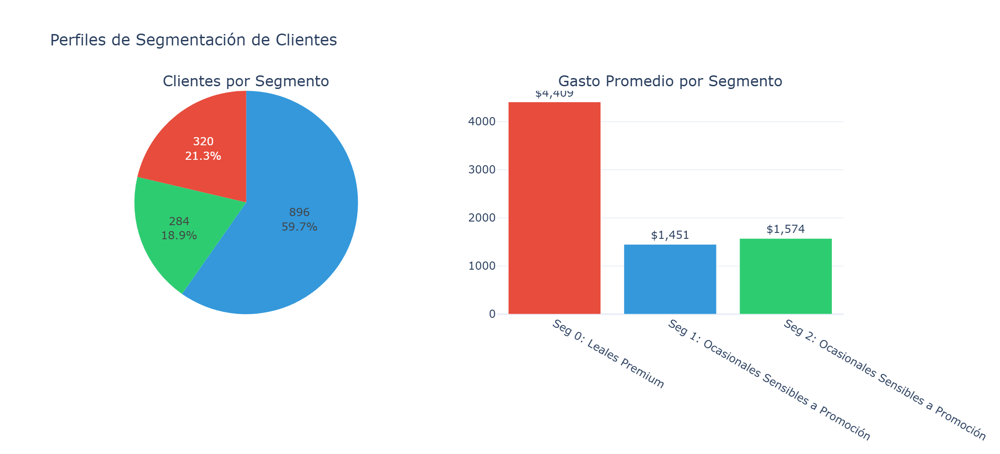 Perfiles de Segmentación de Clientes
Clientes por Segmento
320
21.3%
896
59.7%
284
18.9%
Gasto Promedio por Segmento
$4,409
4000
3000
2000
1000
0
$1,451
$1,574
Seg 0: Leales Premium
Seg 1: Ocasionales Sensibles a Promoción
Seg 2: Ocasionales Sensibles a Promoción